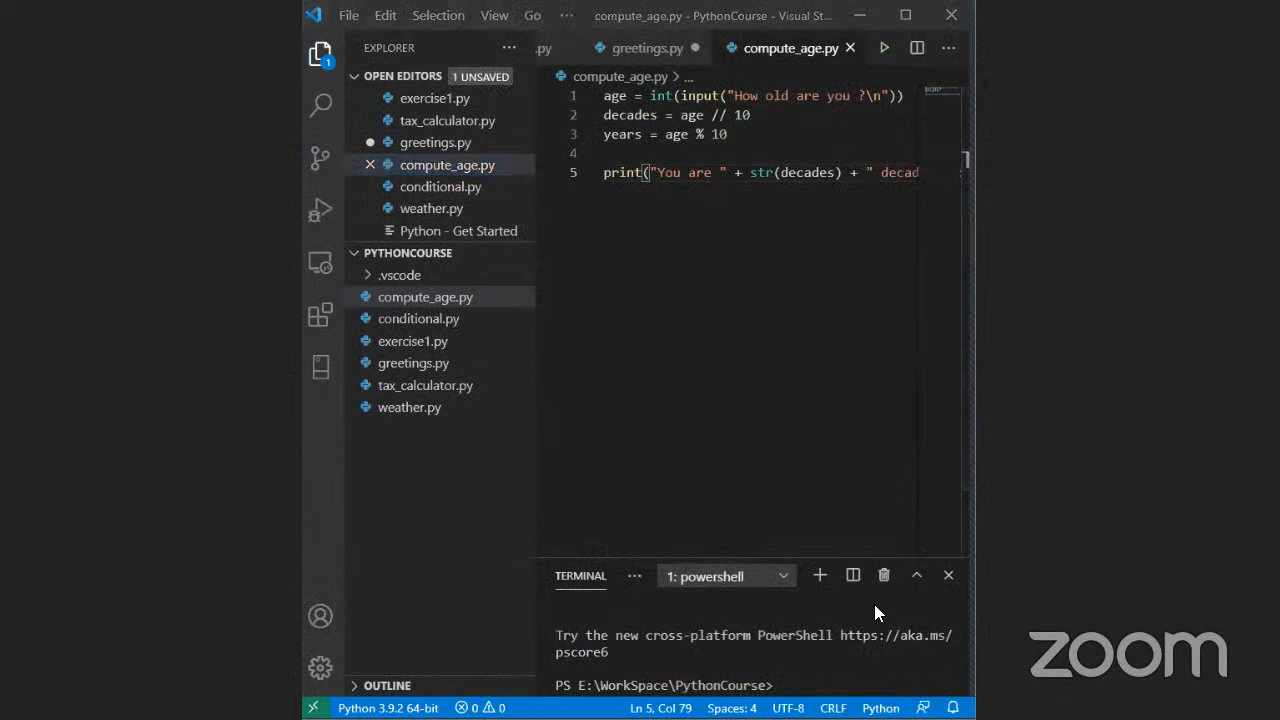 File Edit Selection View Go ··· compute_age.py - PythonCourse - Visual St...
EXPLORER ···
.py greetings.py compute_age.py ···
OPEN EDITORS 1 UNSAVED
exercise1.py
tax_calculator.py
greetings.py
compute_age.py
conditional.py
weather.py
Python - Get Started
PYTHONCOURSE
.vscode
compute_age.py
conditional.py
exercise1.py
greetings.py
tax_calculator.py
weather.py
OUTLINE
1
compute_age.py > ...
1 age = int(input("How old are you ?\n"))
2 decades = age // 10
3 years = age % 10
4
5 print("You are " + str(decades) + " decad
TERMINAL ··· 1: powershell
Try the new cross-platform PowerShell https://aka.ms/
pscore6
PS E:\WorkSpace\PythonCourse>
Python 3.9.2 64-bit 0 0 Ln 5, Col 79 Spaces: 4 UTF-8 CRLF Python
zoom